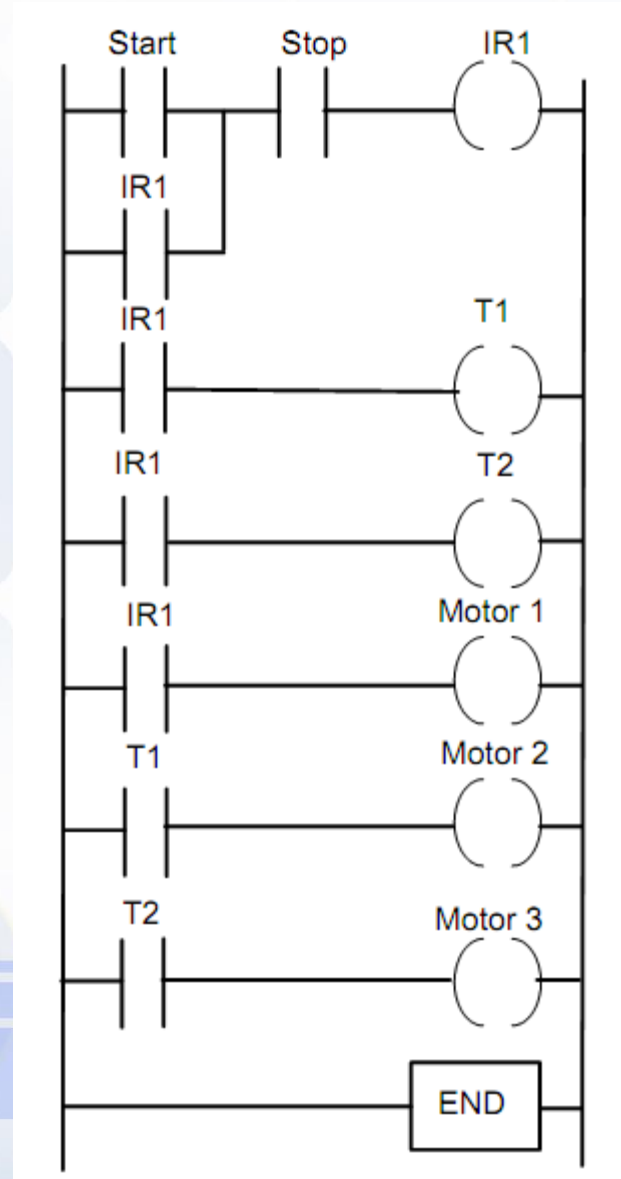 Start Stop IR1
IR1
IR1 T1
IR1 T2
IR1 Motor 1
T1 Motor 2
T2 Motor 3
END